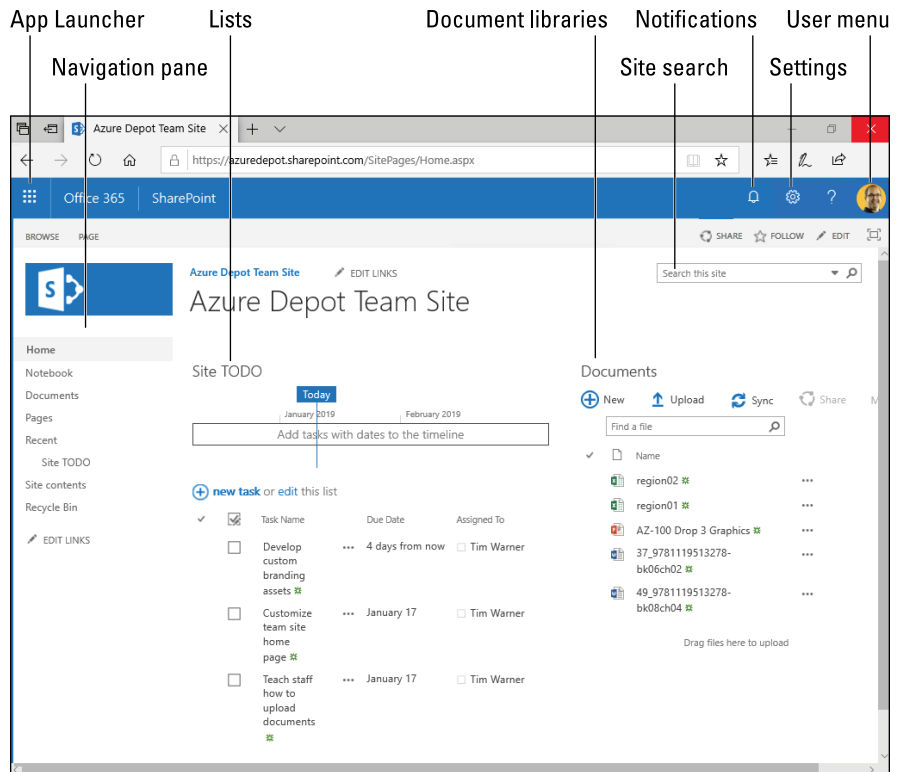 App Launcher Lists Document libraries Notifications User menu
Navigation pane Site search Settings
Azure Depot Team Site
https://azuredepot.sharepoint.com/SitePages/Home.aspx
Office 365 SharePoint ?
BROWSE PAGE SHARE FOLLOW EDIT
S
Azure Depot Team Site EDIT LINKS Search this site
Azure Depot Team Site
Home
Notebook
Documents
Pages
Recent
Site TODO
Site contents
Recycle Bin
EDIT LINKS
Site TODO
Today
January 2019 February 2019
Add tasks with dates to the timeline
new task or edit this list
Task Name Due Date Assigned To
Develop ••• 4 days from now Tim Warner
custom
branding
assets
Customize ••• January 17 Tim Warner
team site
home
page
Teach staff ••• January 17 Tim Warner
how to
upload
documents
Documents
New Upload Sync Share M
Find a file
Name
region02 •••
region01 •••
AZ-100 Drop 3 Graphics •••
37_9781119513278- •••
bk06ch02
49_9781119513278- •••
bk08ch04
Drag files here to upload